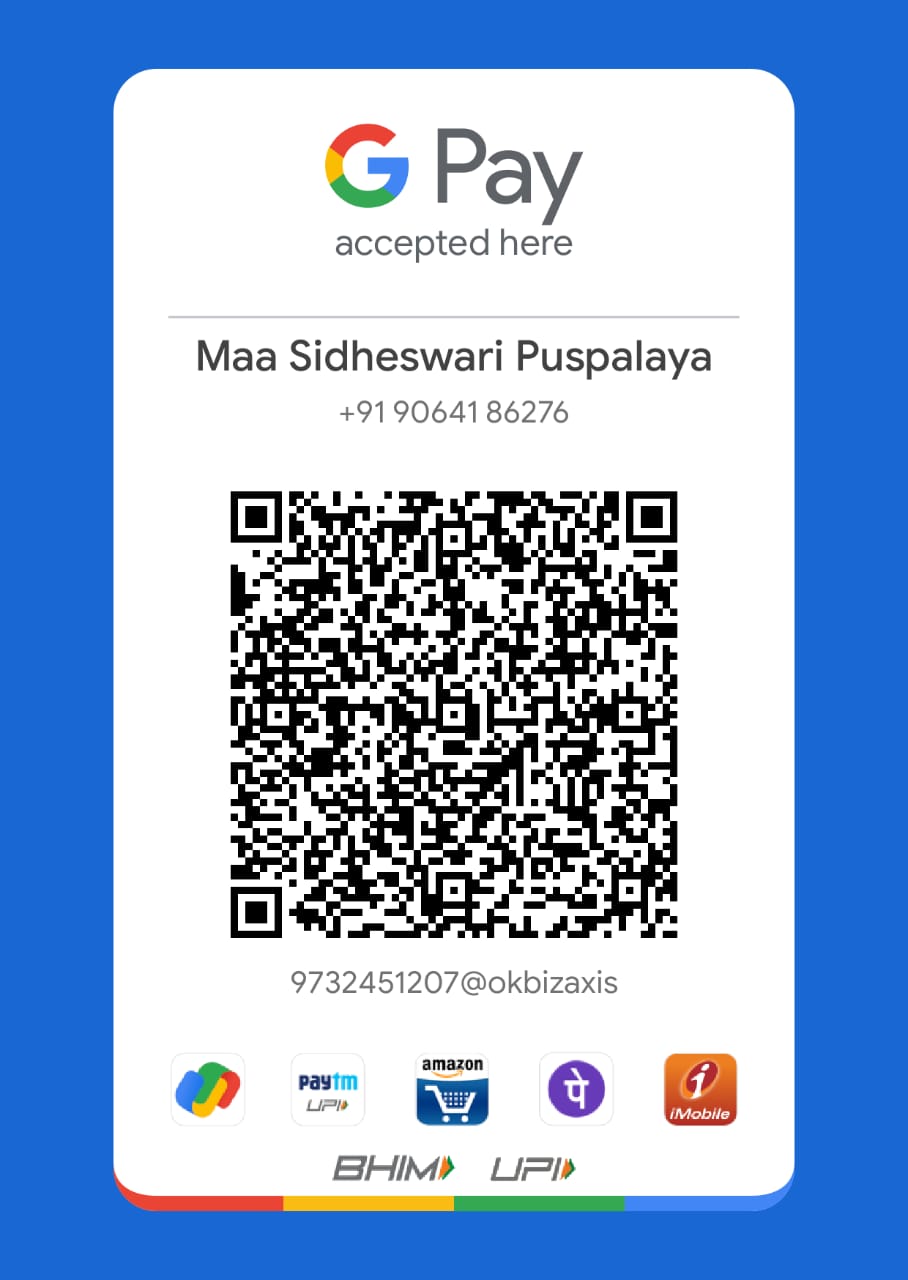 G Pay
accepted here
Maa Sidheswari Puspalaya
+91 90641 86276
9732451207@okbizaxis
paytm
UPI
amazon
पे
iMobile
BHIM UPI